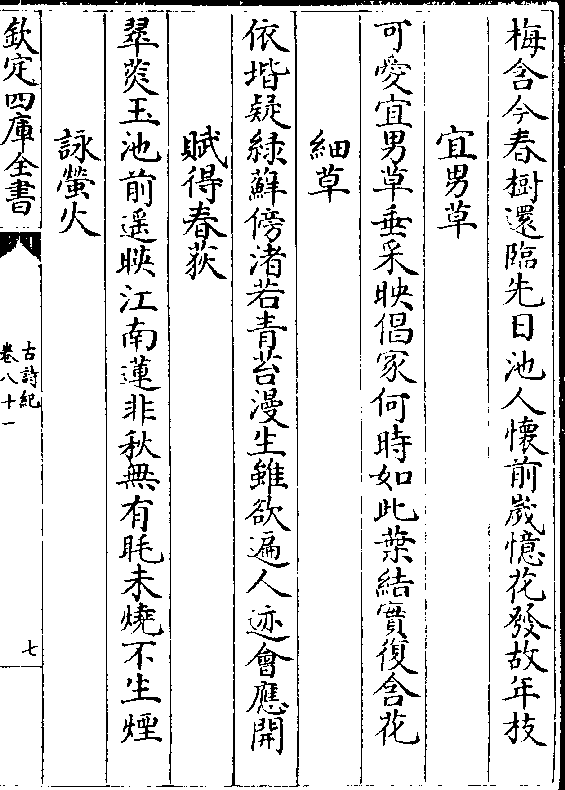 梅含今春樹還臨先日池人懷前歲憶花發故年枝
宜男草
可愛宜男草垂采映倡家何時如此葉結實復含花
細草
依堦疑綠蘚傍渚若青苔漫生雖欲遍人迹會應開
賦得春荻
翠莢玉池前遥暎江南蓮非秋無有毦未燒不生煙
詠螢火
欽定四庫全書
古詩紀
卷八十一
七